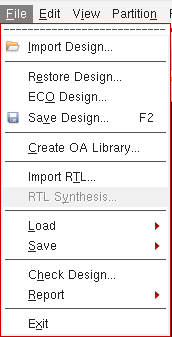 File Edit View Partition
Import Design...
Restore Design...
ECO Design...
Save Design... F2
Create OA Library...
Import RTL...
RTL Synthesis...
Load
Save
Check Design...
Report
Exit